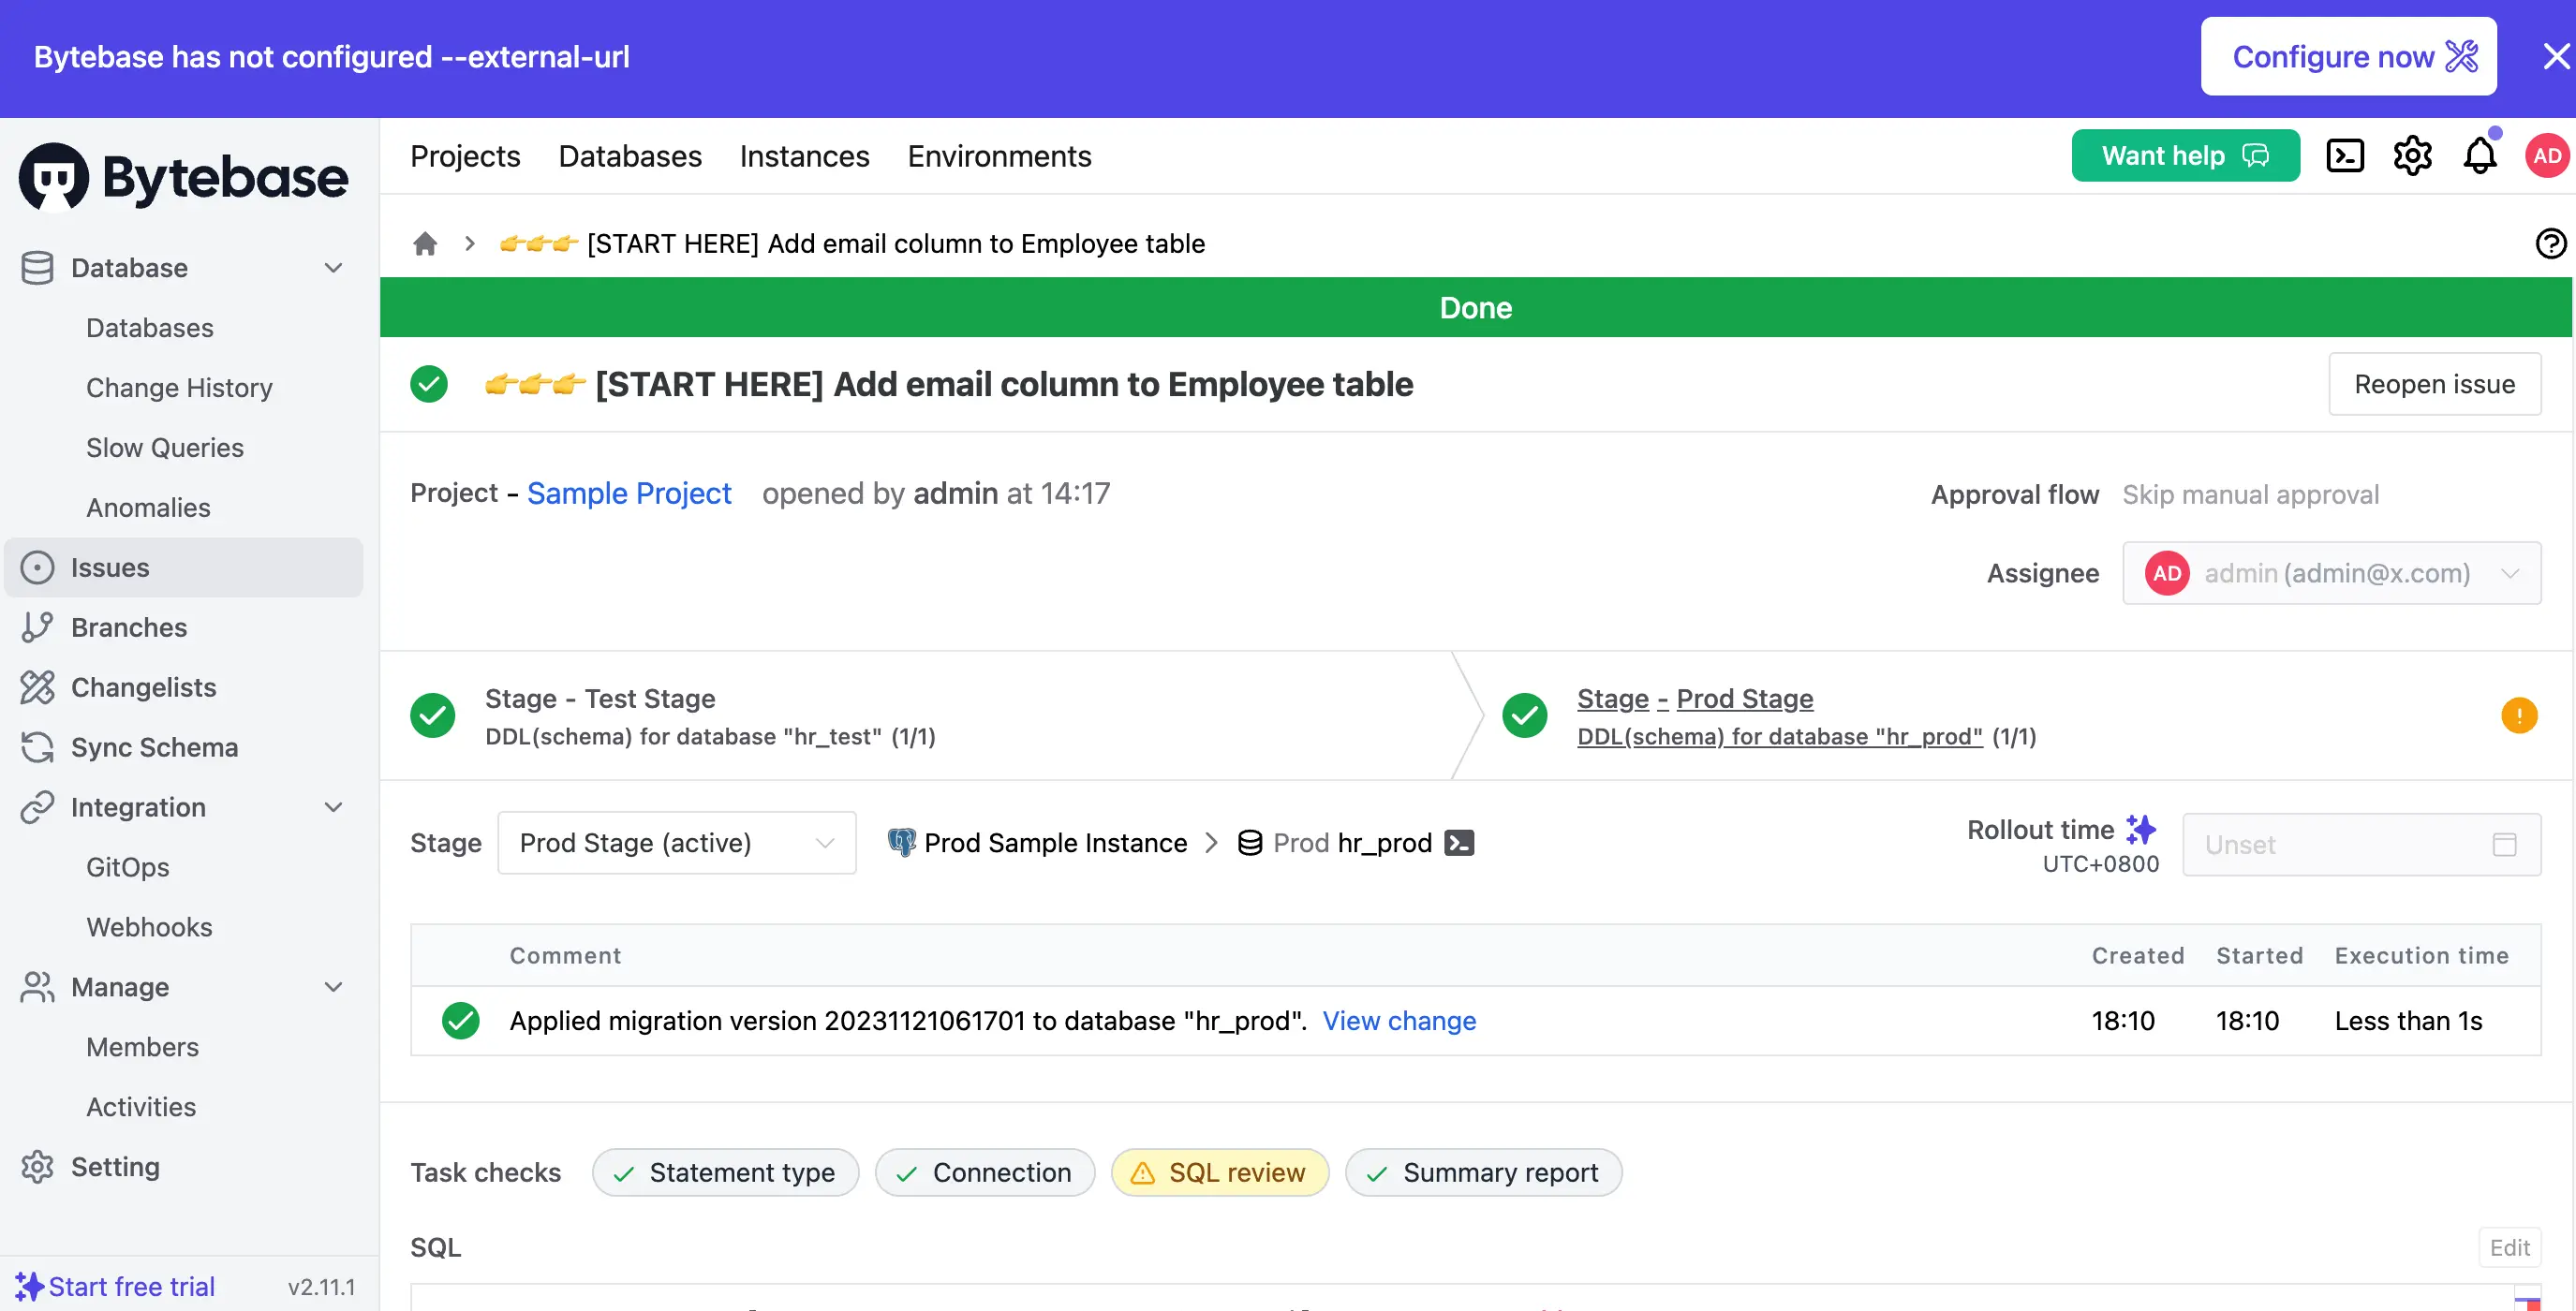 Bytebase has not configured --external-url
Configure now
Bytebase
Projects Databases Instances Environments
Want help
AD
👉👉👉 [START HERE] Add email column to Employee table
Database
Databases
Change History
Slow Queries
Anomalies
Issues
Branches
Changelists
Sync Schema
Integration
GitOps
Webhooks
Manage
Members
Activities
Setting
Start free trial
v2.11.1
Done
👉👉👉 [START HERE] Add email column to Employee table
Reopen issue
Project - Sample Project opened by admin at 14:17
Approval flow Skip manual approval
Assignee AD admin (admin@x.com)
Stage - Test Stage
DDL(schema) for database "hr_test" (1/1)
Stage - Prod Stage
DDL(schema) for database "hr_prod" (1/1)
Stage Prod Stage (active) Prod Sample Instance > Prod hr_prod
Rollout time
UTC+0800
Unset
Comment Created Started Execution time
Applied migration version 20231121061701 to database "hr_prod". View change 18:10 18:10 Less than 1s
Task checks Statement type Connection SQL review Summary report
SQL
Edit